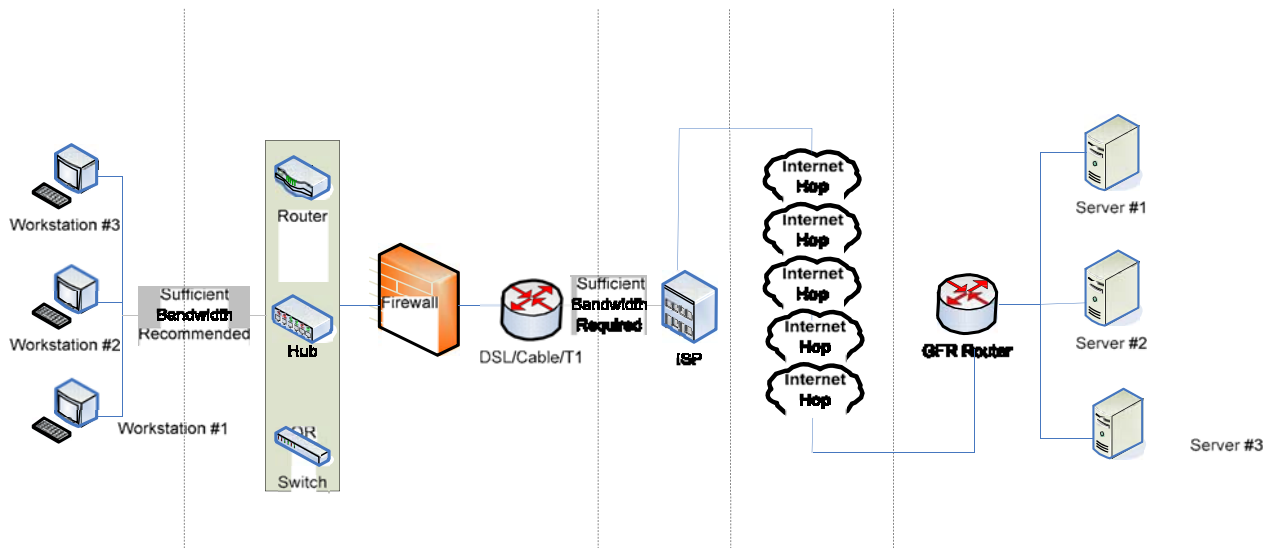 Workstation #3
Workstation #2
Workstation #1
Sufficient
Bandwidth
Recommended
Router
Hub
OR
Switch
Firewall
DSL/Cable/T1
Sufficient
Bandwidth
Required
ISP
Internet
Hop
Internet
Hop
Internet
Hop
Internet
Hop
Internet
Hop
GFR Router
Server #1
Server #2
Server #3